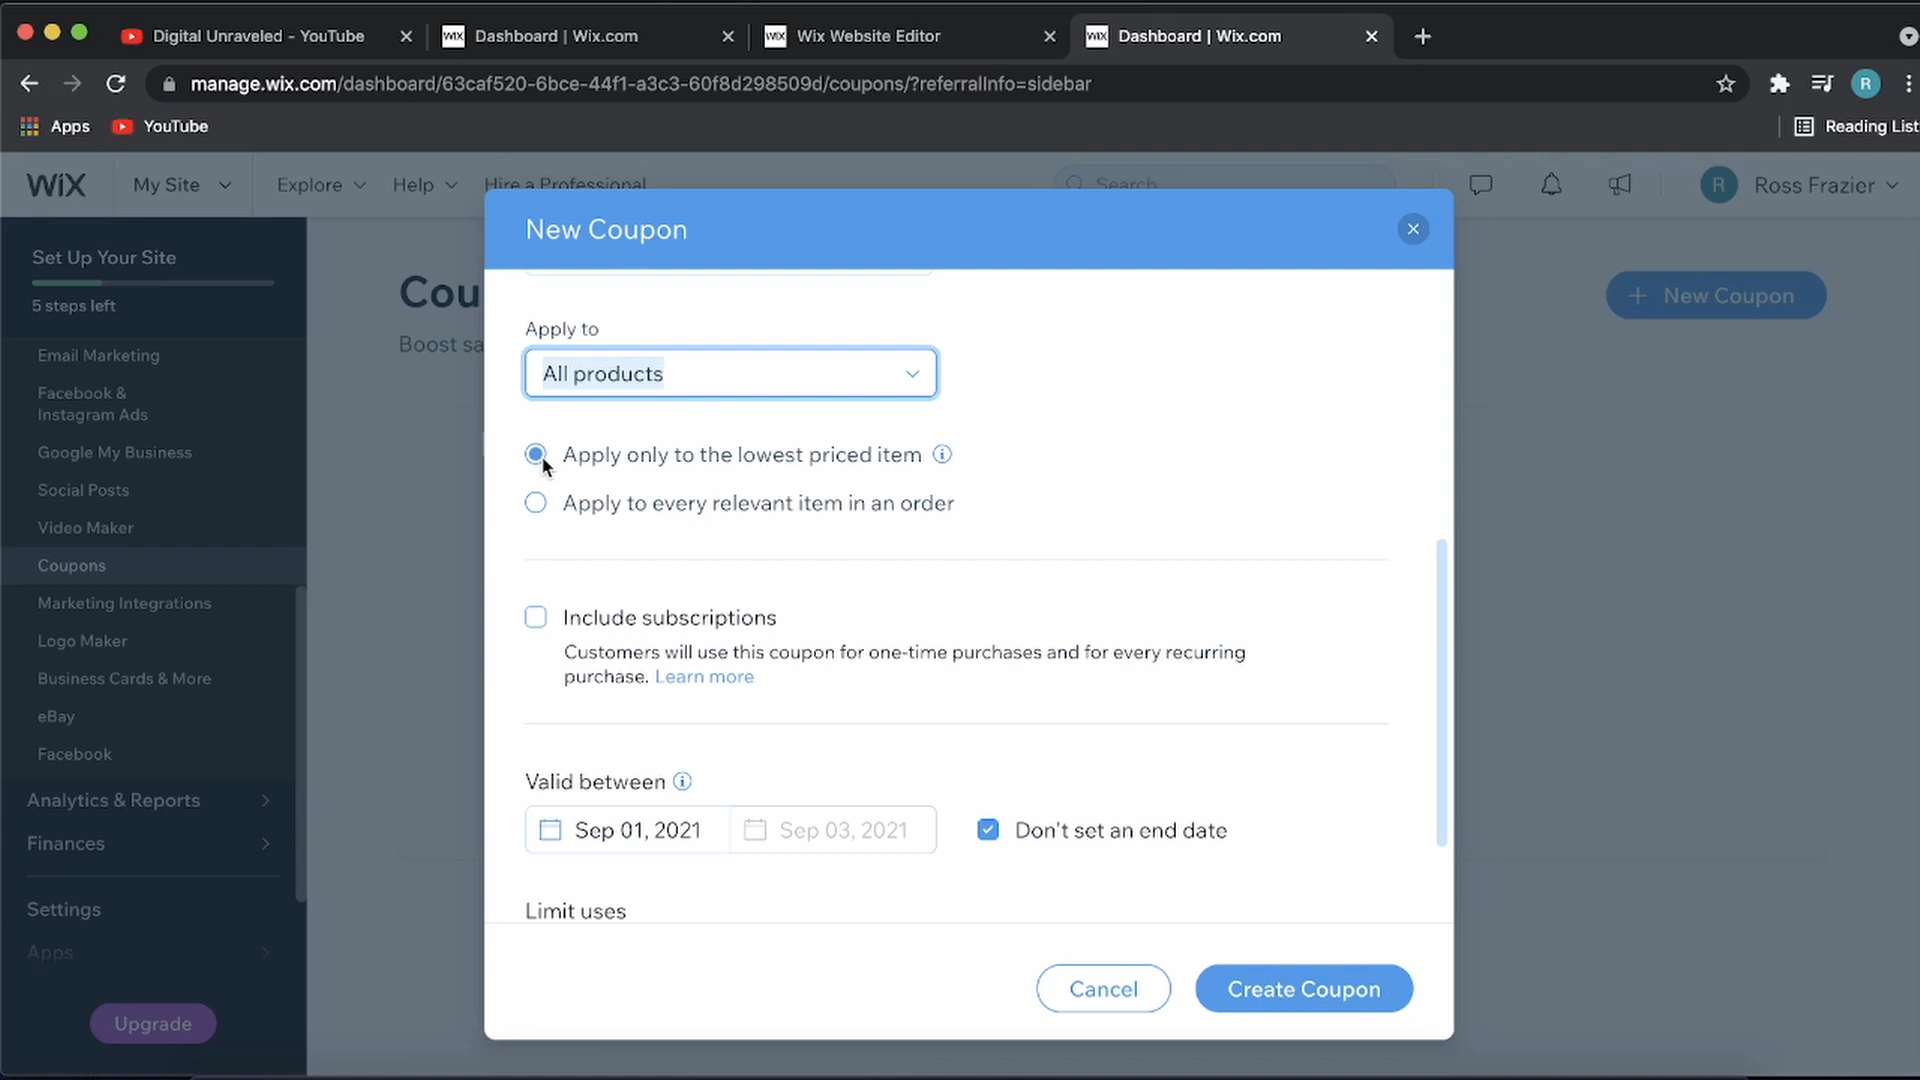 Digital Unraveled - YouTube
WIX Dashboard | Wix.com
WIX Wix Website Editor
WIX Dashboard | Wix.com
manage.wix.com/dashboard/63caf520-6bce-44f1-a3c3-60f8d298509d/coupons/?referralInfo=sidebar
R
Apps
YouTube
Reading List
WiX
My Site
Explore
Help
Hire a Professional
Search
R
Ross Frazier
Set Up Your Site
5 steps left
Email Marketing
Facebook &
Instagram Ads
Google My Business
Social Posts
Video Maker
Coupons
Marketing Integrations
Logo Maker
Business Cards & More
eBay
Facebook
Analytics & Reports
Finances
Settings
Apps
Upgrade
Cou
Boost sa
+ New Coupon
New Coupon
Apply to
All products
Apply only to the lowest priced item
Apply to every relevant item in an order
Include subscriptions
Customers will use this coupon for one-time purchases and for every recurring
purchase. Learn more
Valid between
Sep 01, 2021
Sep 03, 2021
Don't set an end date
Limit uses
Cancel
Create Coupon